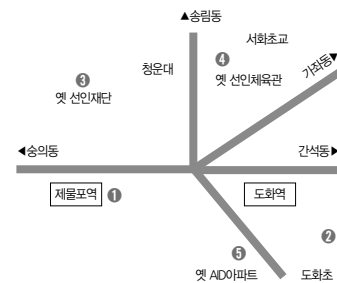 ▲송림동
서화초교
청운대
❹
옛 선인체육관
가좌동▶
❸
옛 선인재단
◀숭의동
간석동▶
제물포역 ❶
도화역
❷
❺
옛 AID아파트
도화초